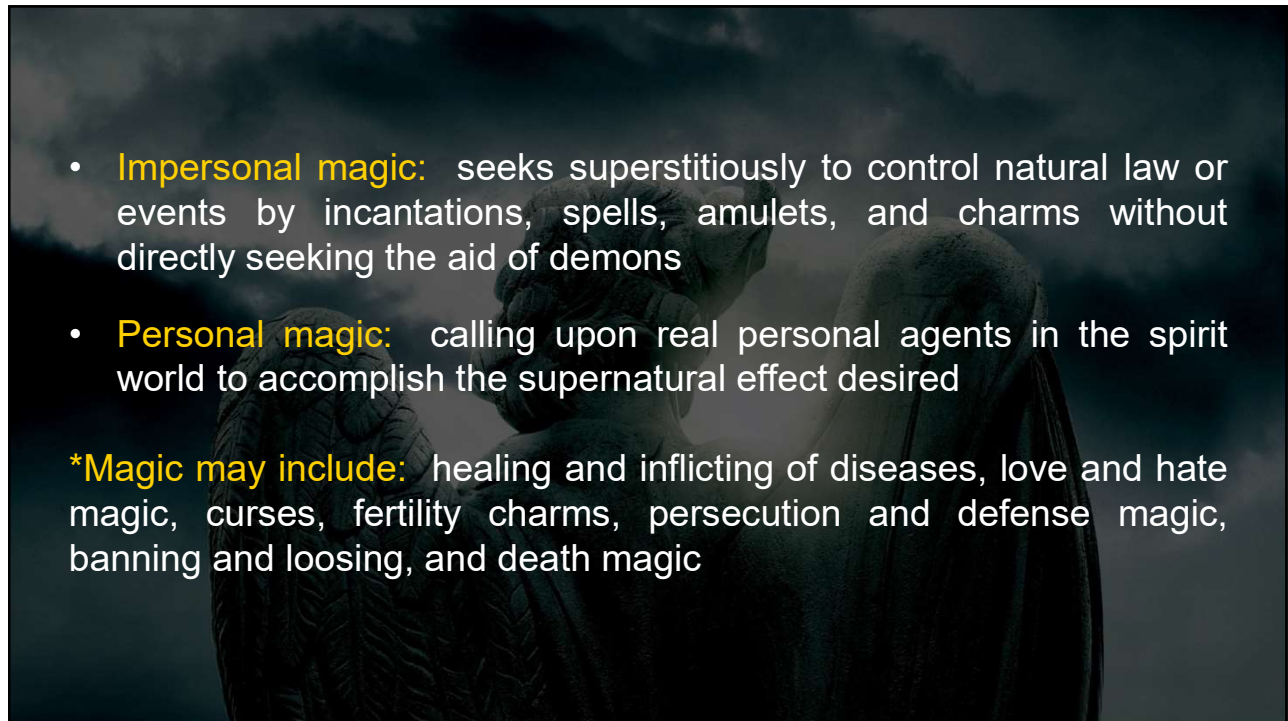 • Impersonal magic: seeks superstitiously to control natural law or
events by incantations, spells, amulets, and charms without
directly seeking the aid of demons
• Personal magic: calling upon real personal agents in the spirit
world to accomplish the supernatural effect desired
*Magic may include: healing and inflicting of diseases, love and hate
magic, curses, fertility charms, persecution and defense magic,
banning and loosing, and death magic